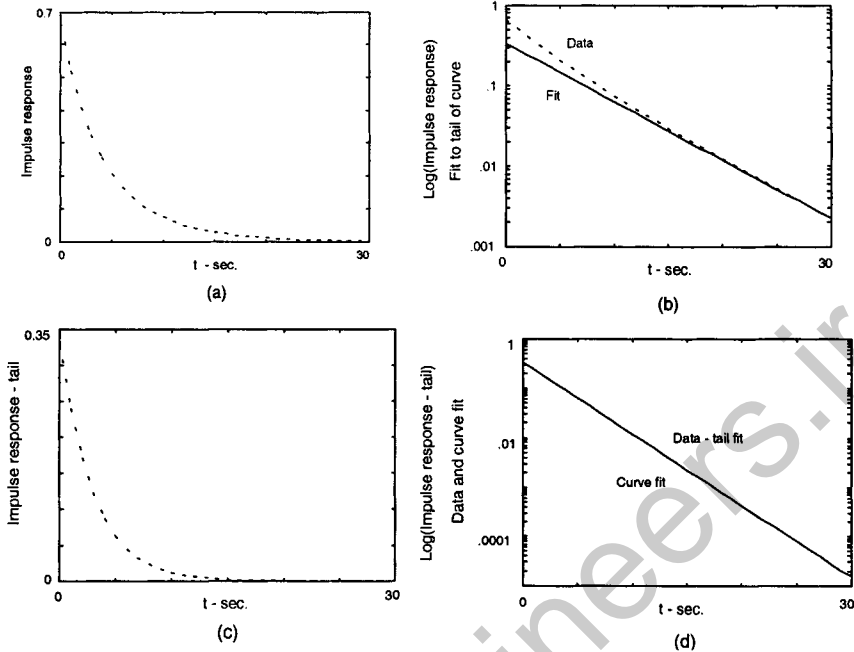 0.7
Impulse response
0
0
30
t - sec.
(a)
1
.1
.01
.001
Log(Impulse response)
Fit to tail of curve
Data
Fit
0
30
t - sec.
(b)
0.35
Impulse response - tail
0
0
30
t - sec.
(c)
1
.01
.0001
Log(Impulse response - tail)
Data and curve fit
Data - tail fit
Curve fit
0
30
t - sec.
(d)
ineers.ir